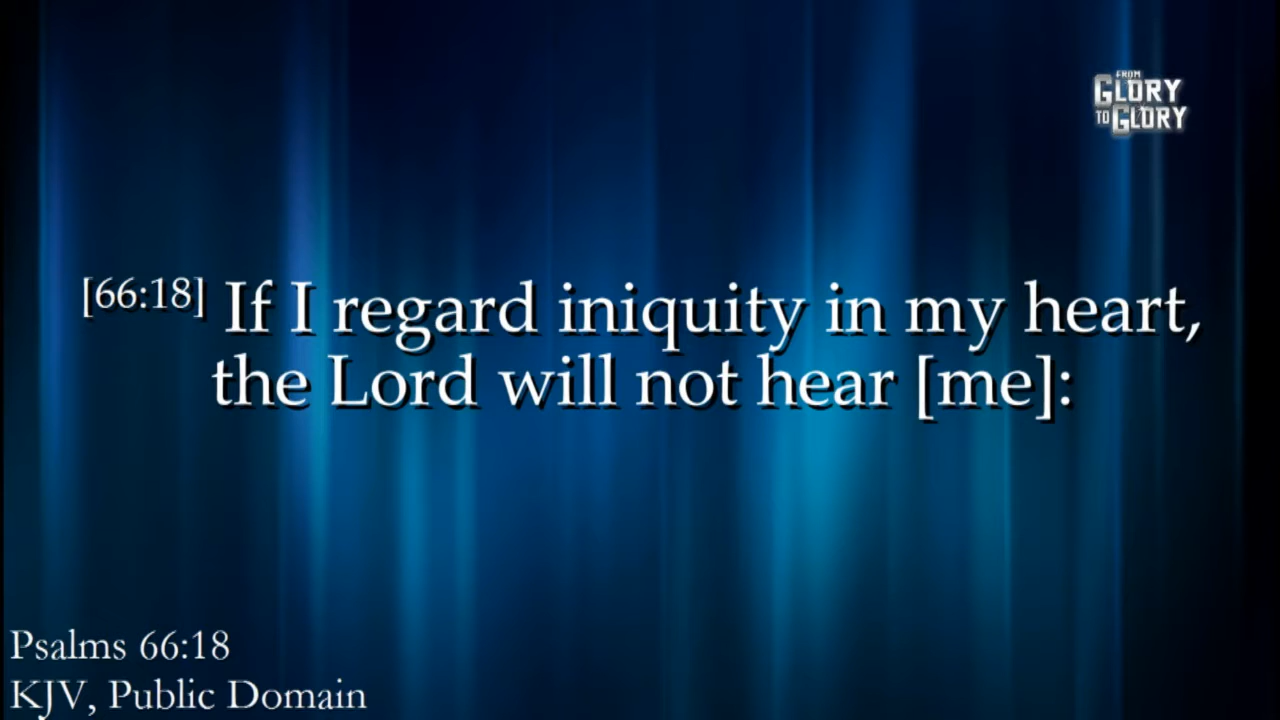 FROM
GLORY
TO GLORY
[66:18] If I regard iniquity in my heart,
the Lord will not hear [me]:
Psalms 66:18
KJV, Public Domain